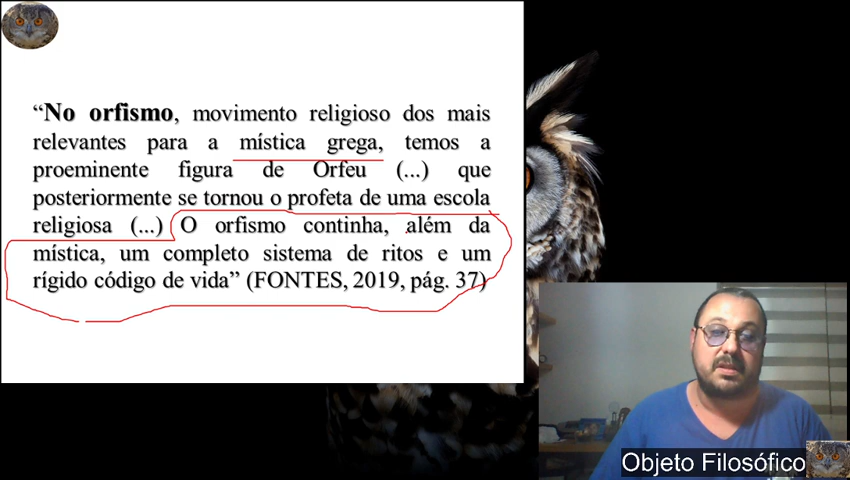 “No orfismo, movimento religioso dos mais
relevantes para a mística grega, temos a
proeminente figura de Orfeu (...) que
posteriormente se tornou o profeta de uma escola
religiosa (...) O orfismo continha, além da
mística, um completo sistema de ritos e um
rígido código de vida” (FONTES, 2019, pág. 37)
Objeto Filosófico